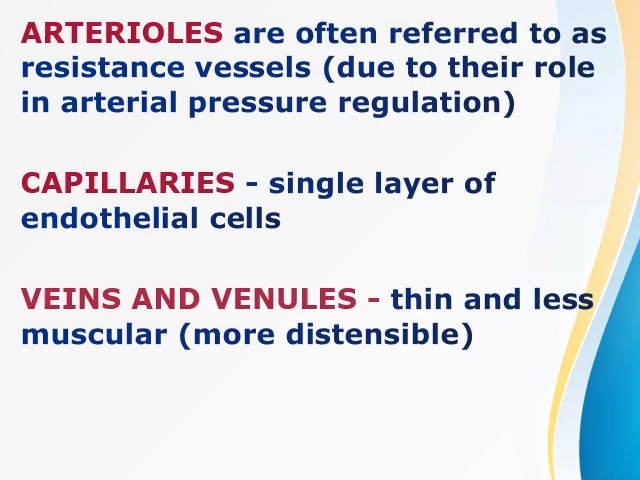 ARTERIOLES are often referred to as
resistance vessels (due to their role
in arterial pressure regulation)
CAPILLARIES - single layer of
endothelial cells
VEINS AND VENULES - thin and less
muscular (more distensible)